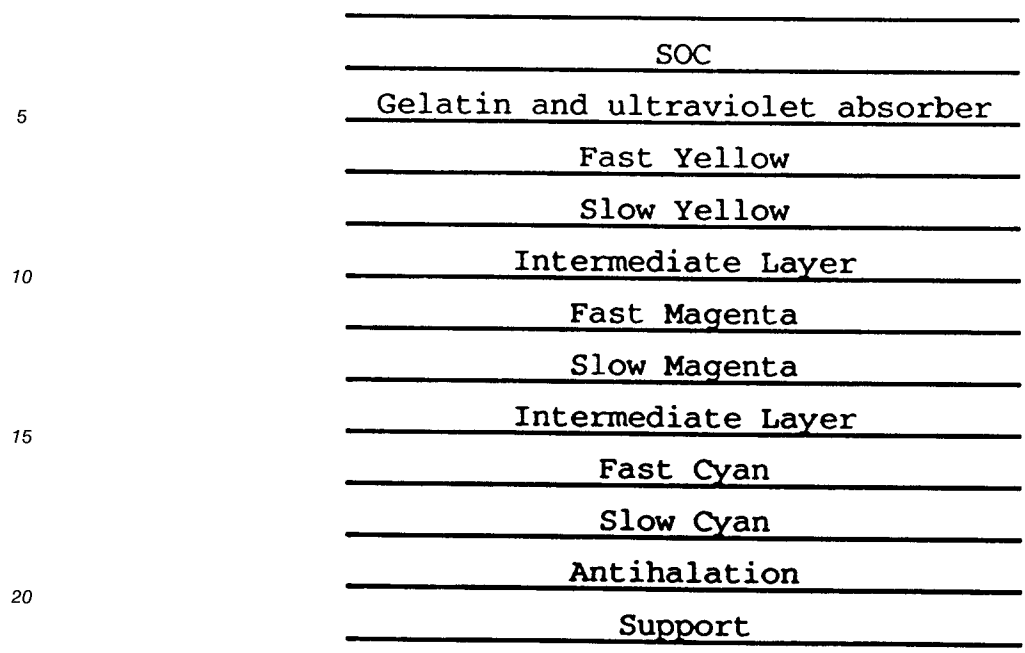 SOC
5
Gelatin and ultraviolet absorber
Fast Yellow
Slow Yellow
Intermediate Layer
10
Fast Magenta
Slow Magenta
Intermediate Layer
15
Fast Cyan
Slow Cyan
Antihalation
20
Support